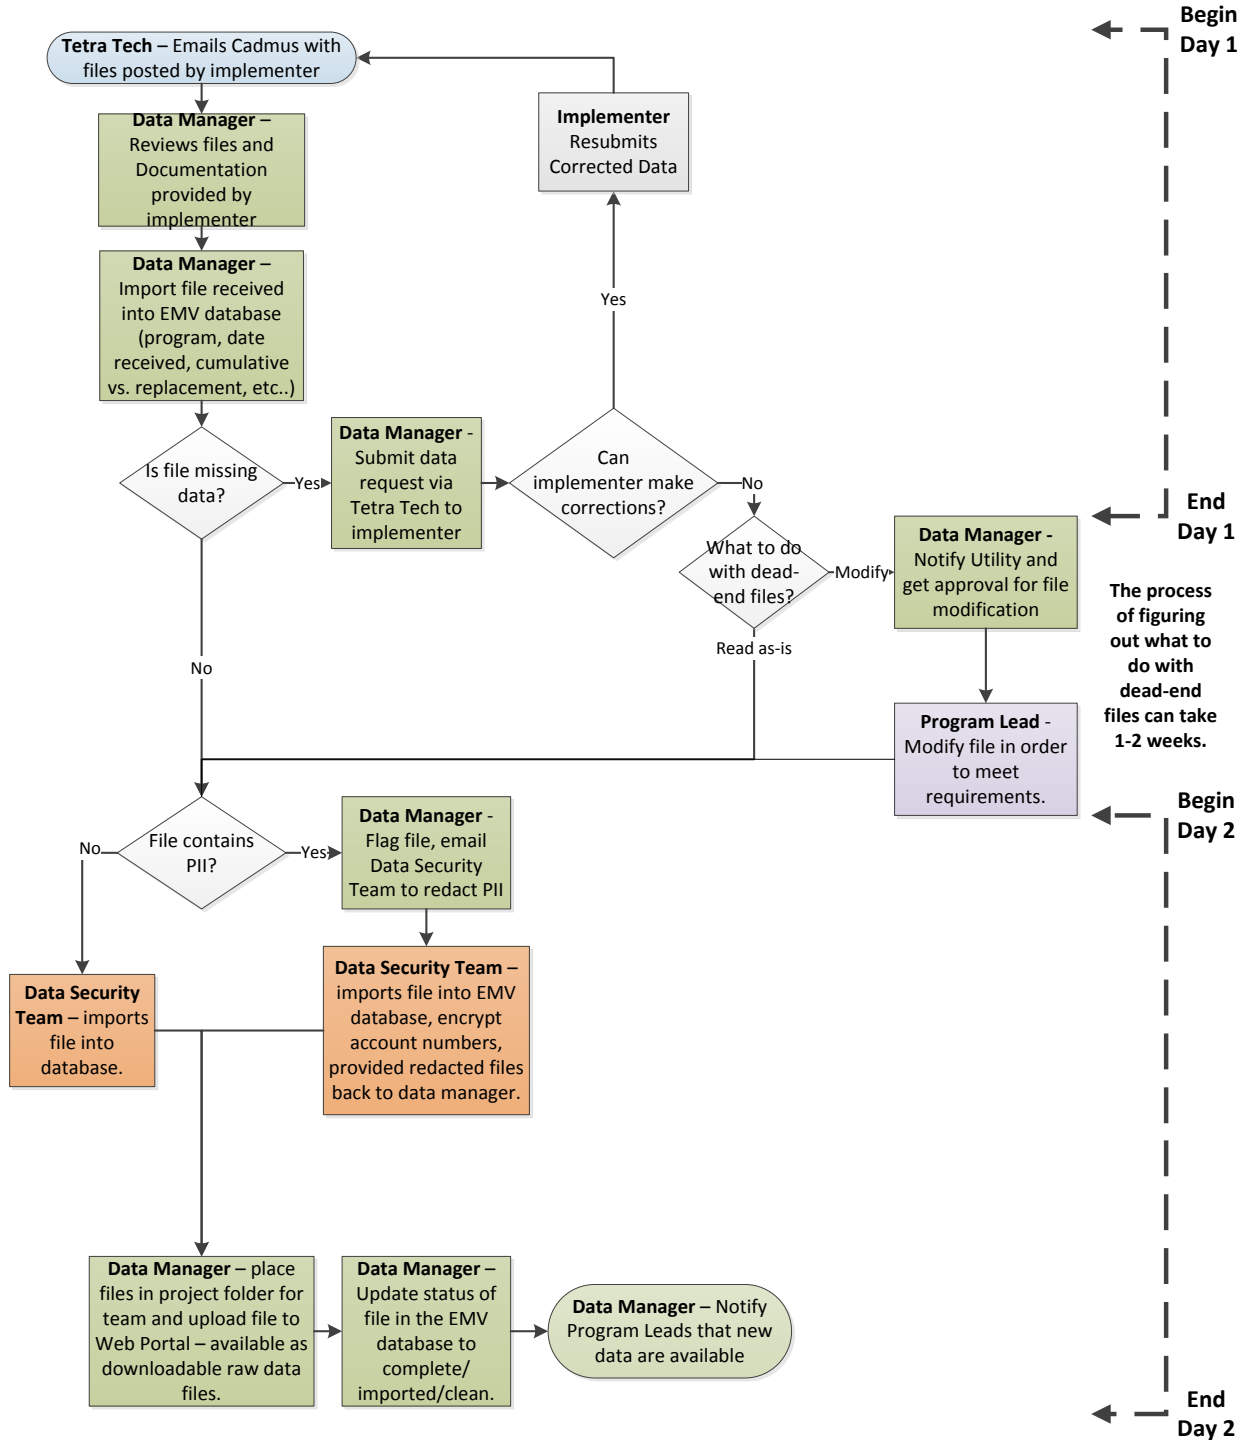 Begin
Day 1
Tetra Tech – Emails Cadmus with
files posted by implementer
Implementer
Resubmits
Corrected Data
Data Manager –
Reviews files and
Documentation
provided by
implementer
Data Manager –
Import file received
into EMV database
(program, date
received, cumulative
vs. replacement, etc..)
Yes
Is file missing
data?
Yes
Data Manager -
Submit data
request via
Tetra Tech to
implementer
Can
implementer make
corrections?
No
What to do
with dead-
end files?
Modify
Data Manager -
Notify Utility and
get approval for file
modification
End
Day 1
The process
of figuring
out what to
do with
dead-end
files can take
1-2 weeks.
No
Read as-is
Program Lead -
Modify file in order
to meet
requirements.
Begin
Day 2
File contains
PII?
No
Yes
Data Manager -
Flag file, email
Data Security
Team to redact PII
Data Security
Team – imports
file into
database.
Data Security Team –
imports file into EMV
database, encrypt
account numbers,
provided redacted files
back to data manager.
Data Manager – place
files in project folder for
team and upload file to
Web Portal – available as
downloadable raw data
files.
Data Manager –
Update status of
file in the EMV
database to
complete/
imported/clean.
Data Manager – Notify
Program Leads that new
data are available
End
Day 2